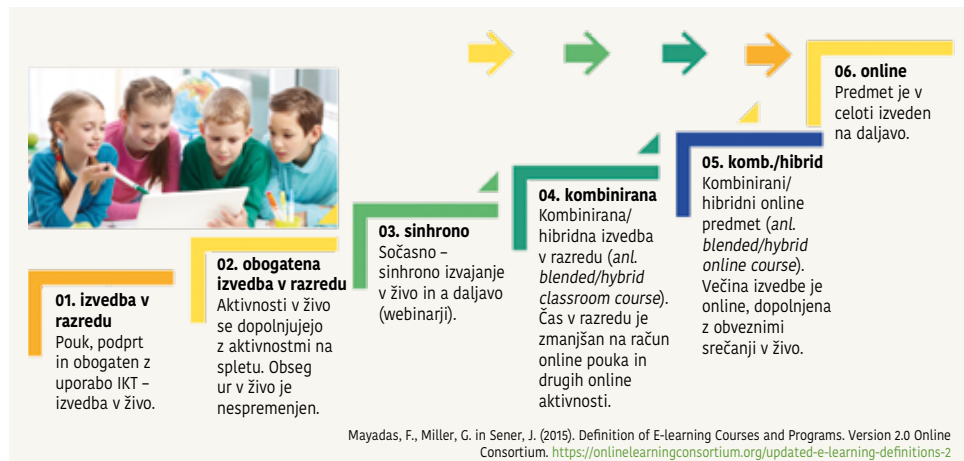 01. izvedba v
razredu
Pouk, podprt
in obogaten z
uporabo IKT –
izvedba v živo.
02. obogatena
izvedba v razredu
Aktivnosti v živo
se dopolnjujejo
z aktivnostmi na
spletu. Obseg
ur v živo je
nespremenjen.
03. sinhrono
Sočasno –
sinhrono izvajanje
v živo in a daljavo
(webinarji).
04. kombinirana
Kombinirana/
hibridna izvedba
v razredu (anl.
blended/hybrid
classroom course).
Čas v razredu je
zmanjšan na račun
online pouka in
drugih online
aktivnosti.
05. komb./hibrid
Kombinirani/
hibridni online
predmet (anl.
blended/hybrid
online course).
Večina izvedbe je
online, dopolnjena
z obveznimi
srečanji v živo.
06. online
Predmet je v
celoti izveden
na daljavo.
Mayadas, F., Miller, G. in Sener, J. (2015). Definition of E-learning Courses and Programs. Version 2.0 Online
Consortium. https://onlinelearningconsortium.org/updated-e-learning-definitions-2